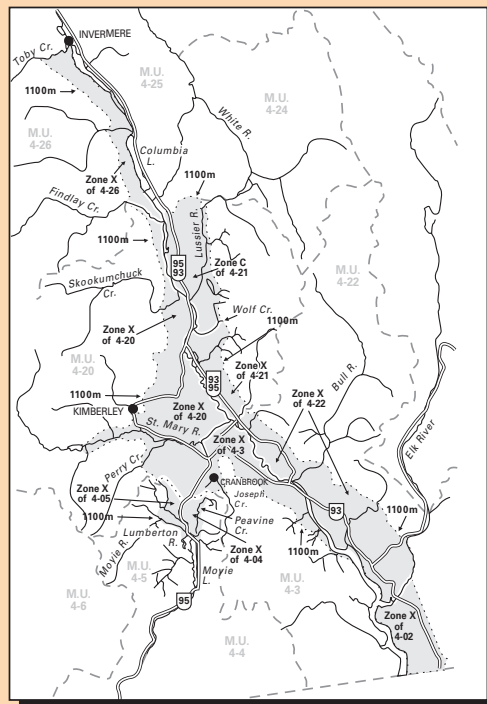 INVERMERE
Toby Cr.
M.U.
4-25
1100m
M.U.
4-24
White R.
M.U.
4-26
Columbia
L.
1100m
Zone X
of 4-26
Findlay Cr.
Lussier R.
1100m
95
93
Zone C
of 4-21
M.U.
4-22
Skookumchuck
Cr.
Wolf Cr.
1100m
Zone X
of 4-20
M.U.
4-20
93
95
Zone X
of 4-21
Bull R.
1100m
KIMBERLEY
Zone X
of 4-20
Zone X
of 4-22
St. Mary R.
Zone X
of 4-3
Elk River
Perry Cr.
CRANBROOK
Zone X
of 4-05
Joseph
Cr.
93
1100m
1100m
Peavine
Cr.
Lumberton
R.
1100m
Zone X
of 4-04
Moyie R.
M.U.
4-5
Moyie
L.
M.U.
4-3
M.U.
4-6
95
Zone X
of
4-02
M.U.
4-4